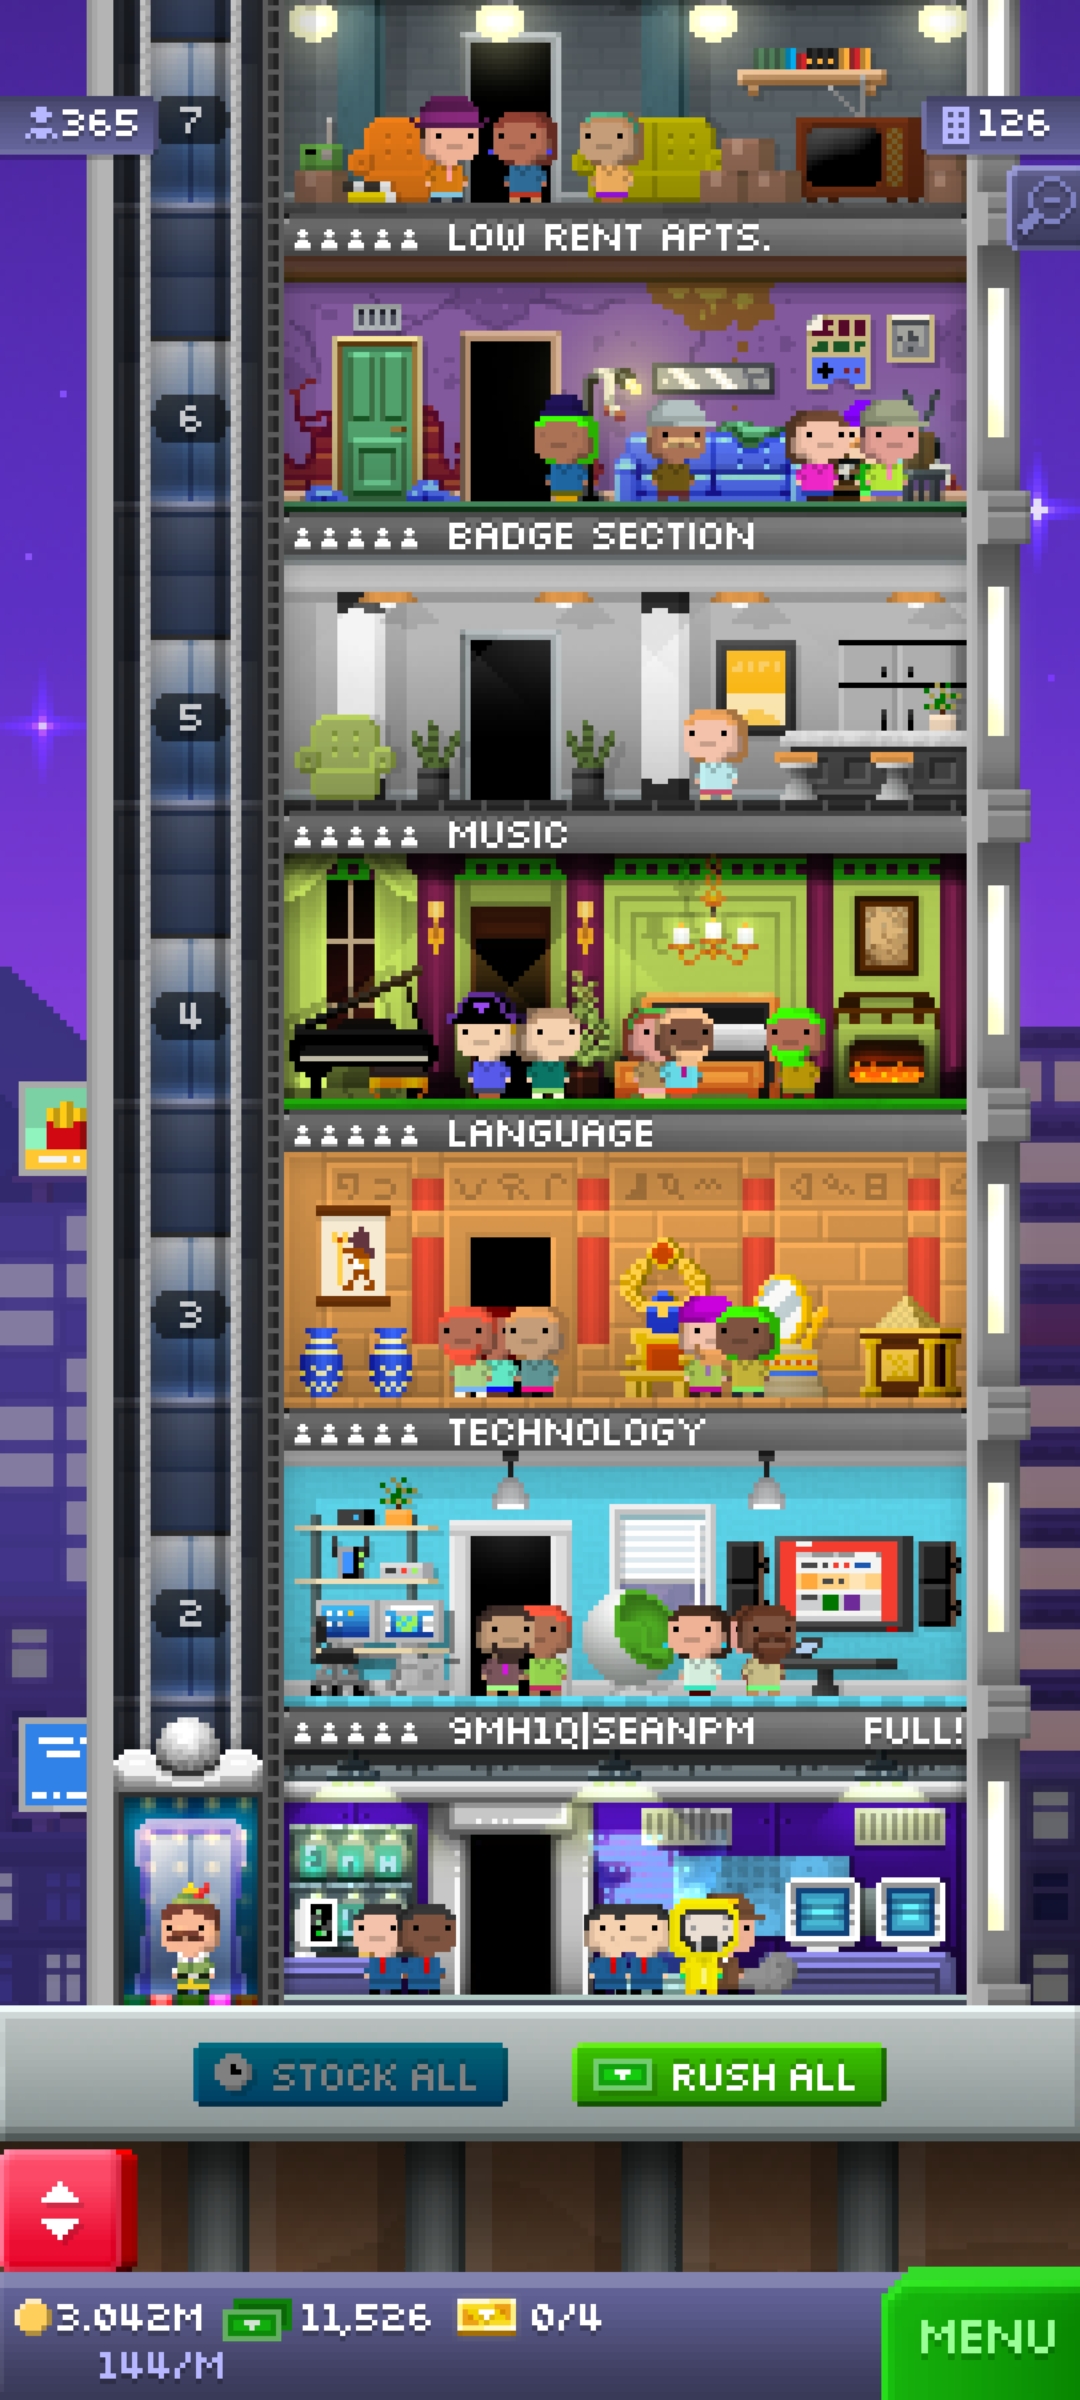 365
7
126
LOW RENT APTS.
6
BADGE SECTION
5
MUSIC
4
LANGUAGE
3
TECHNOLOGY
2
9MH1Q|SEANPM FULL!
STOCK ALL
RUSH ALL
3.042M
11,526
0/4
144/M
MENU